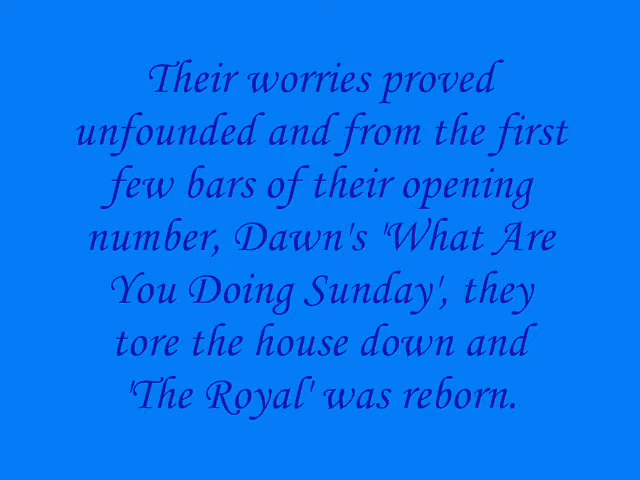 Their worries proved
unfounded and from the first
few bars of their opening
number, Dawn's 'What Are
You Doing Sunday', they
tore the house down and
'The Royal' was reborn.